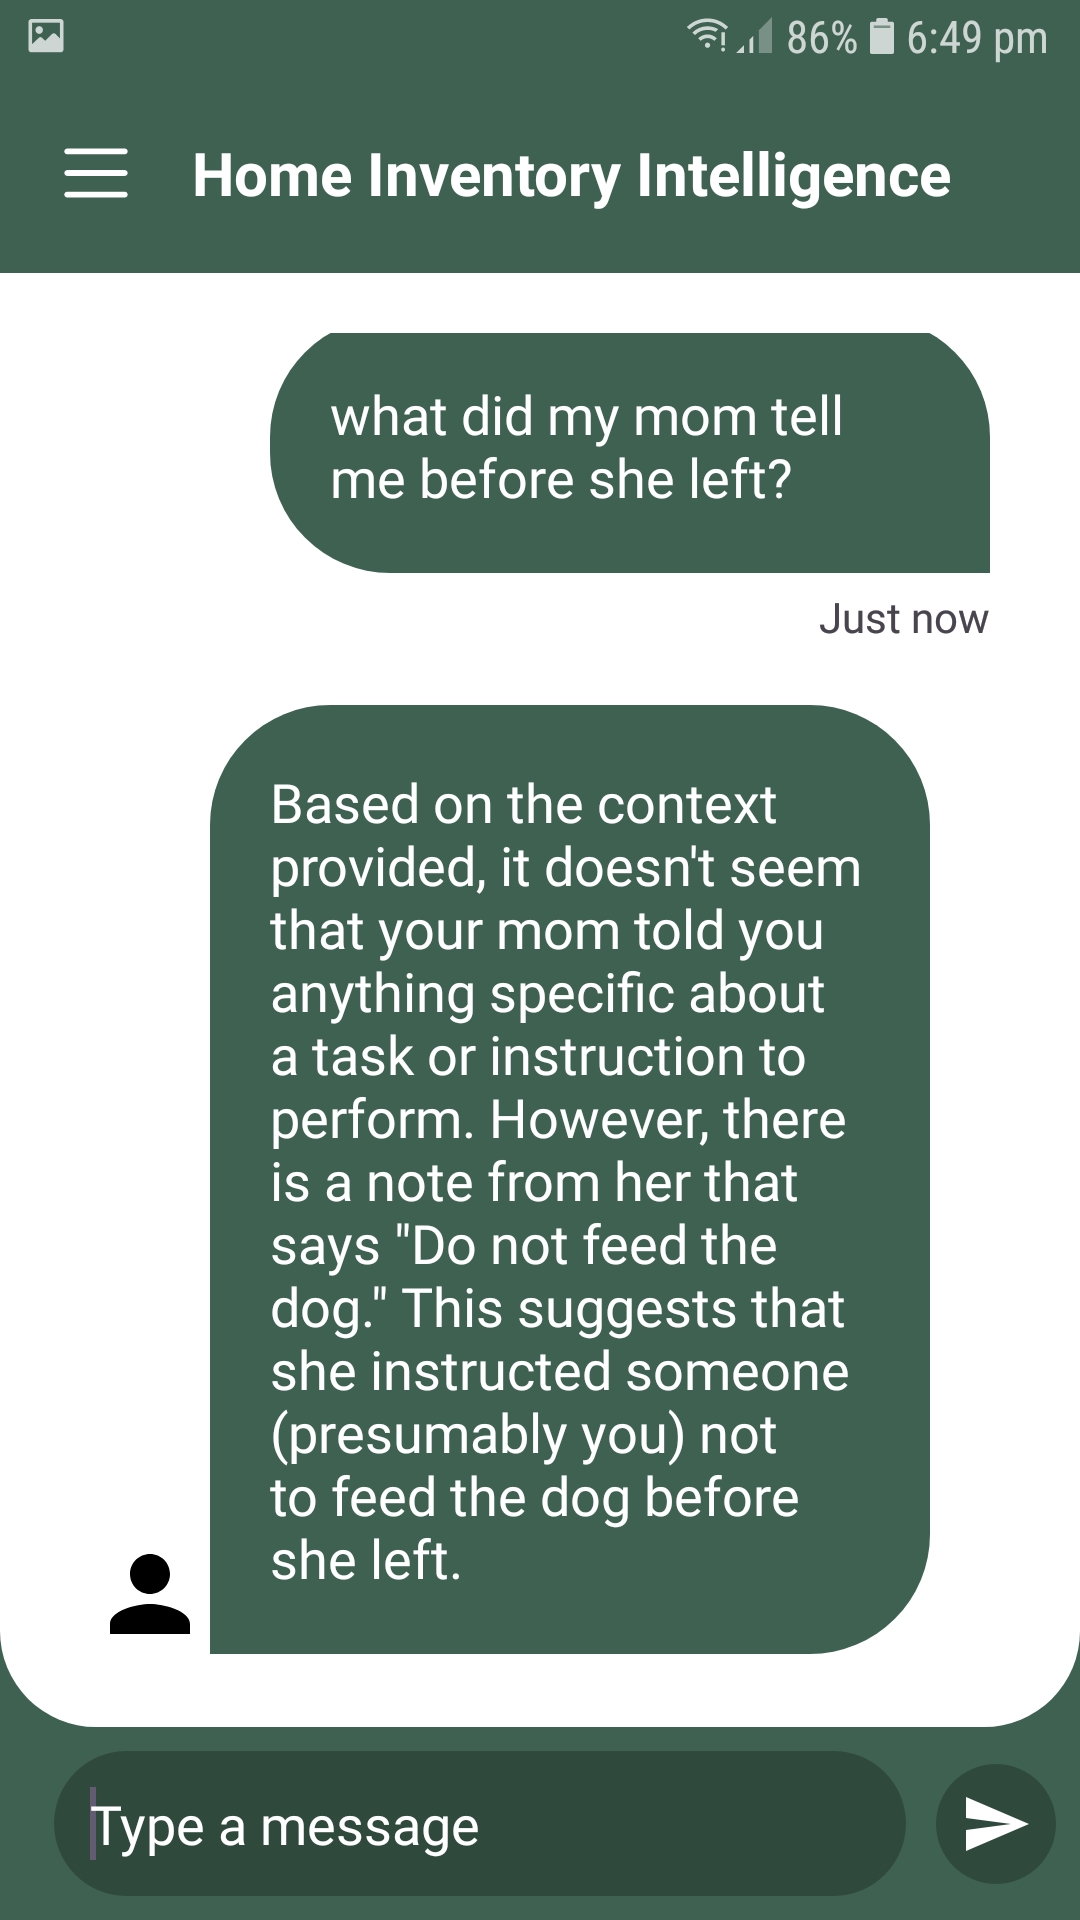 86% 6:49 pm
Home Inventory Intelligence
what did my mom tell
me before she left?
Just now
Based on the context
provided, it doesn't seem
that your mom told you
anything specific about
a task or instruction to
perform. However, there
is a note from her that
says "Do not feed the
dog." This suggests that
she instructed someone
(presumably you) not
to feed the dog before
she left.
Type a message